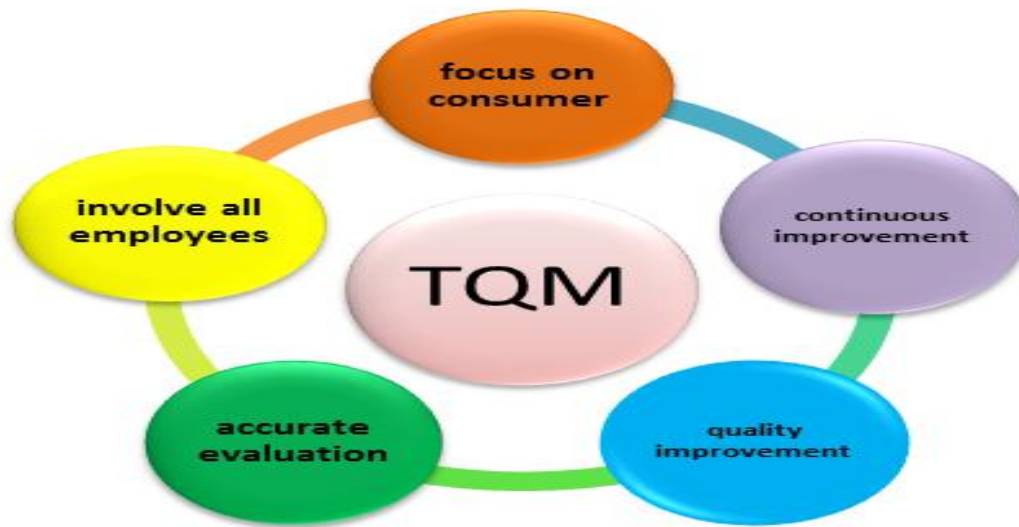 focus on
consumer
continuous
improvement
quality
improvement
accurate
evaluation
involve all
employees
TQM